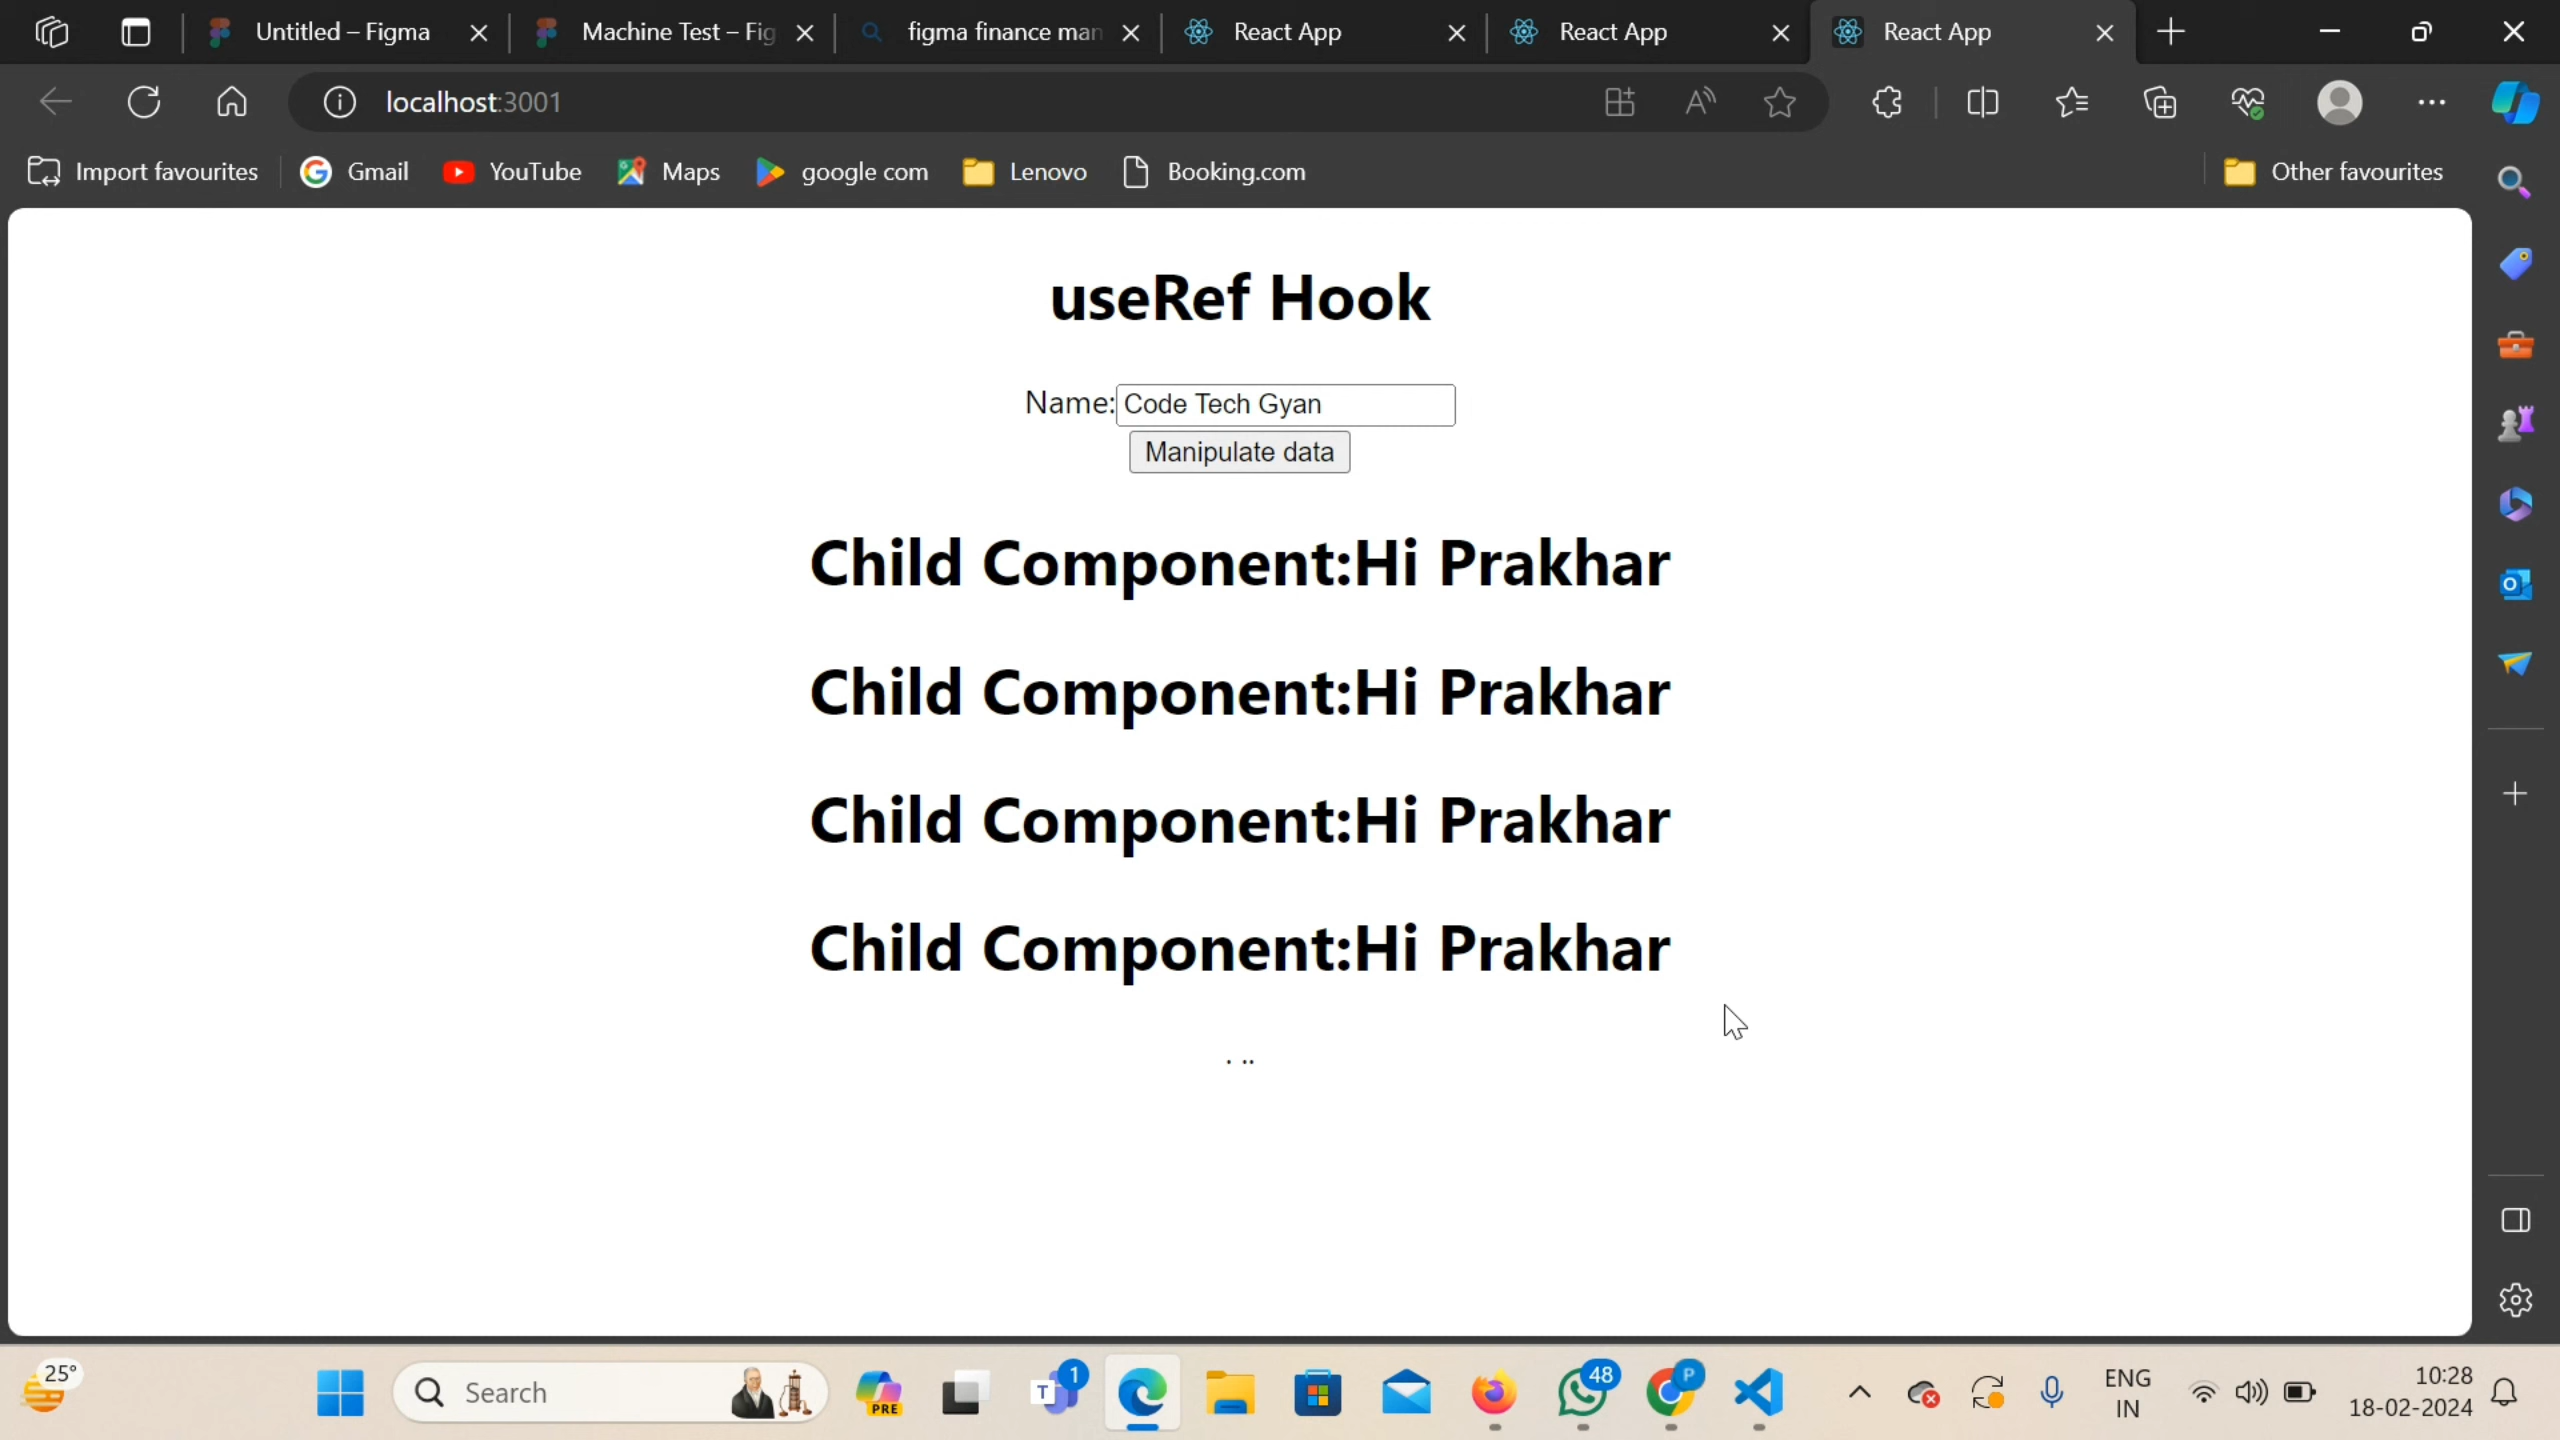 Untitled – Figma
Machine Test – Fig
figma finance man
React App
React App
React App
localhost:3001
Import favourites
Gmail
YouTube
Maps
google com
Lenovo
Booking.com
Other favourites
useRef Hook
Name: Code Tech Gyan
Manipulate data
Child Component:Hi Prakhar
Child Component:Hi Prakhar
Child Component:Hi Prakhar
Child Component:Hi Prakhar
. ..
25°
Search
PRE
T
1
48
P
ENG
IN
10:28
18-02-2024